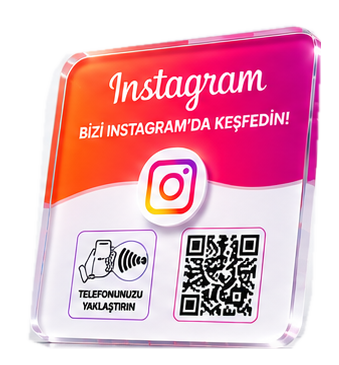 Instagram
BİZİ INSTAGRAM'DA KEŞFEDİN!
TELEFONUNUZU
YAKLAŞTIRIN